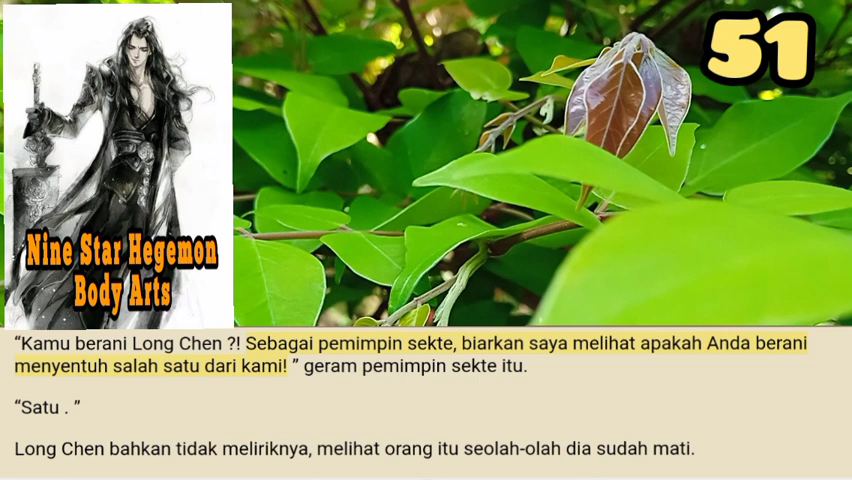 51
Nine Star Hegemon
Body Arts
“Kamu berani Long Chen ?! Sebagai pemimpin sekte, biarkan saya melihat apakah Anda berani
menyentuh salah satu dari kami! ” geram pemimpin sekte itu.
“Satu . ”
Long Chen bahkan tidak meliriknya, melihat orang itu seolah-olah dia sudah mati.